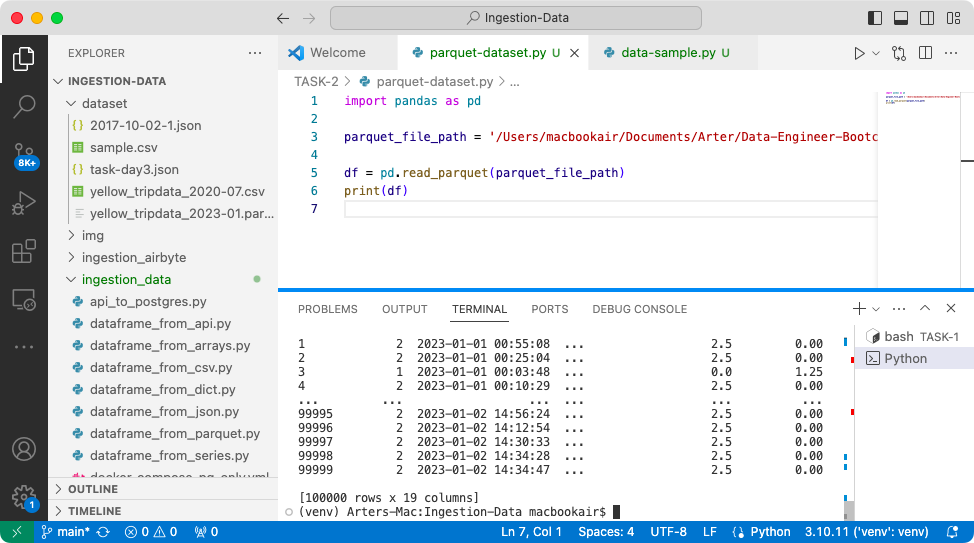 Ingestion-Data
EXPLORER ...
INGESTION-DATA
dataset
2017-10-02-1.json
sample.csv
task-day3.json
yellow_tripdata_2020-07.csv
yellow_tripdata_2023-01.par...
img
ingestion_airbyte
ingestion_data
api_to_postgres.py
dataframe_from_api.py
dataframe_from_arrays.py
dataframe_from_csv.py
dataframe_from_dict.py
dataframe_from_json.py
dataframe_from_parquet.py
dataframe_from_series.py
OUTLINE
TIMELINE
8K+
1
Welcome parquet-dataset.py U data-sample.py U
TASK-2 > parquet-dataset.py > ...
1 import pandas as pd
2
3 parquet_file_path = '/Users/macbookair/Documents/Arter/Data-Engineer-Bootc
4
5 df = pd.read_parquet(parquet_file_path)
6 print(df)
7
PROBLEMS OUTPUT TERMINAL PORTS DEBUG CONSOLE
1 2 2023-01-01 00:55:08 ... 2.5 0.00
2 2 2023-01-01 00:25:04 ... 2.5 0.00
3 1 2023-01-01 00:03:48 ... 0.0 1.25
4 2 2023-01-01 00:10:29 ... 2.5 0.00
... ... ... ... ... ...
99995 2 2023-01-02 14:56:24 ... 2.5 0.00
99996 2 2023-01-02 14:12:54 ... 2.5 0.00
99997 2 2023-01-02 14:30:33 ... 2.5 0.00
99998 2 2023-01-02 14:34:28 ... 2.5 0.00
99999 2 2023-01-02 14:34:47 ... 2.5 0.00
[100000 rows x 19 columns]
(venv) Arters-Mac:Ingestion-Data macbookair$
bash TASK-1
Python
main* 0 0 0 Ln 7, Col 1 Spaces: 4 UTF-8 LF {} Python 3.10.11 ('venv': venv)